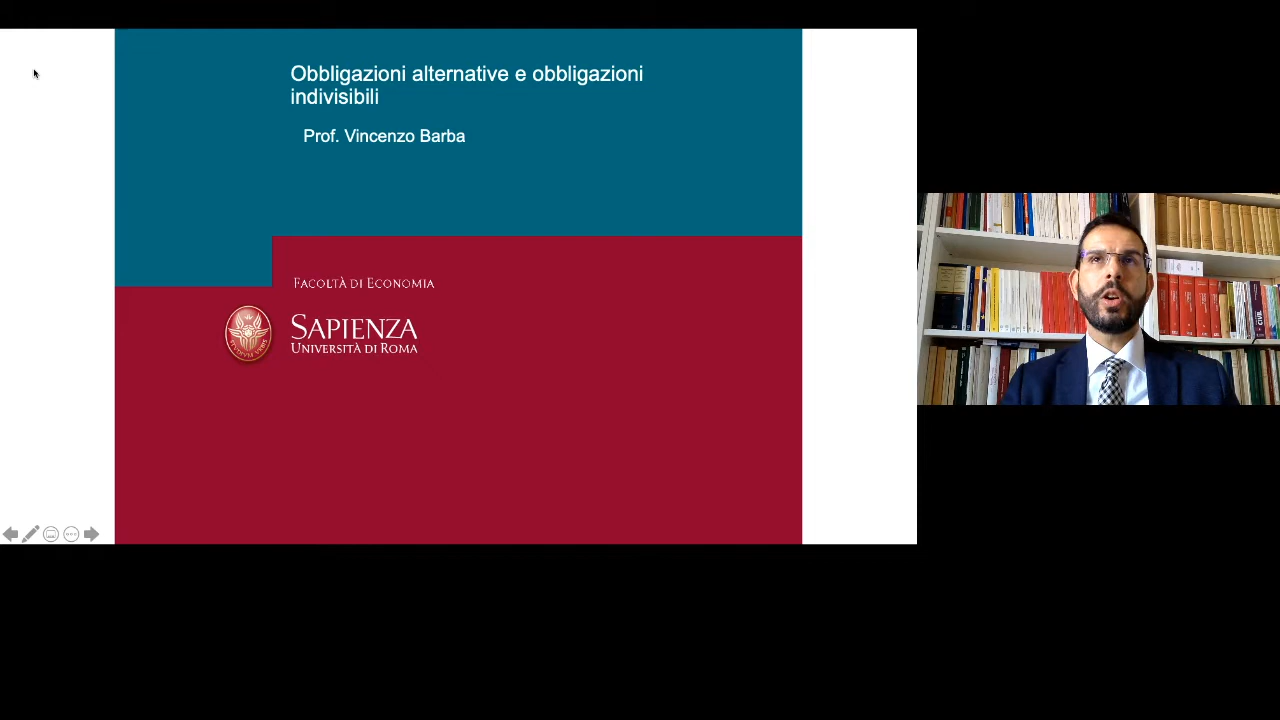 Obbligazioni alternative e obbligazioni
indivisibili
Prof. Vincenzo Barba
FACOLTÀ DI ECONOMIA
SAPIENZA
UNIVERSITÀ DI ROMA